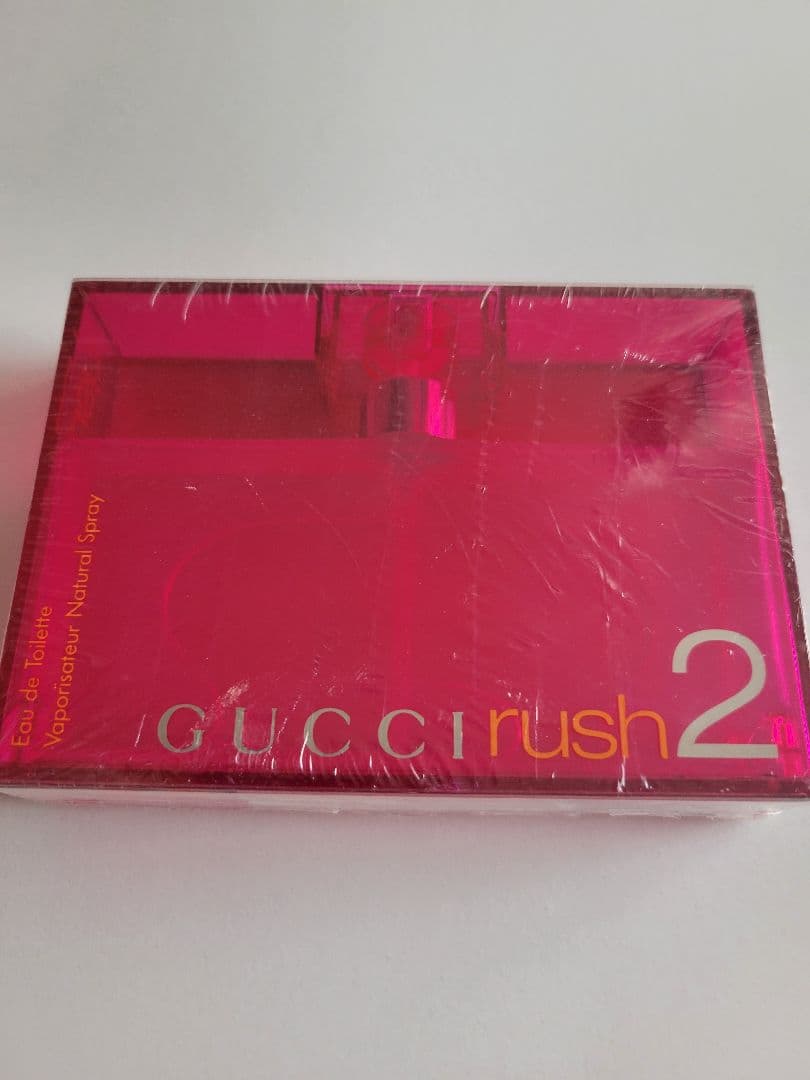 Eau de Toilette
Vaporisateur Natural Spray
GUCCI rush 2